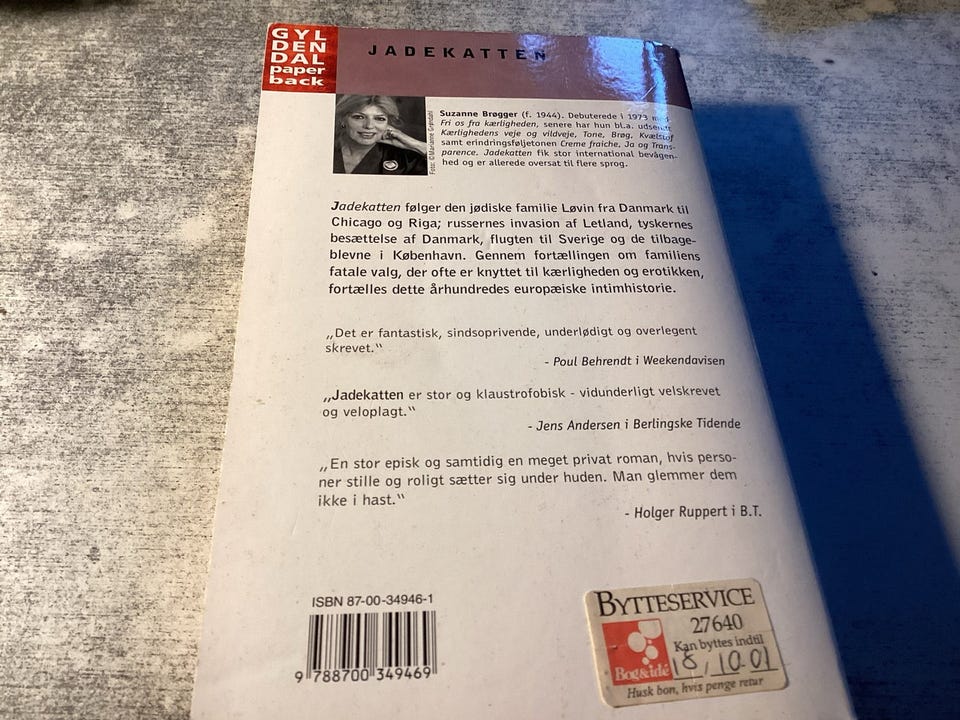 GYL
DEN
DAL
paper
back
JADEKATTEN
Foto: ©Marianne Grøndahl
Suzanne Brøgger (f. 1944). Debuterede i 1973 med
Fri os fra kærligheden, senere har hun bl.a. udsendt
Kærlighedens veje og vildveje, Tone, Brøg, Kvælstof
samt erindringsføljetonen Creme fraiche, Ja og Trans-
parence. Jadekatten fik stor international bevågen-
hed og er allerede oversat til flere sprog.
Jadekatten følger den jødiske familie Løvin fra Danmark til
Chicago og Riga; russernes invasion af Letland, tyskernes
besættelse af Danmark, flugten til Sverige og de tilbage-
blevne i København. Gennem fortællingen om familiens
fatale valg, der ofte er knyttet til kærligheden og erotikken,
fortælles dette århundredes europæiske intimhistorie.
„Det er fantastisk, sindsoprivende, underlødigt og overlegent
skrevet.“
- Poul Behrendt i Weekendavisen
„Jadekatten er stor og klaustrofobisk - vidunderligt velskrevet
og veloplagt.“
- Jens Andersen i Berlingske Tidende
„En stor episk og samtidig en meget privat roman, hvis perso-
ner stille og roligt sætter sig under huden. Man glemmer dem
ikke i hast.“
- Holger Ruppert i B.T.
ISBN 87-00-34946-1
9 788700 349469
BYTTESERVICE
27640
Kan byttes indtil
18/10-01
Bog&idé
Husk bon, hvis penge retur